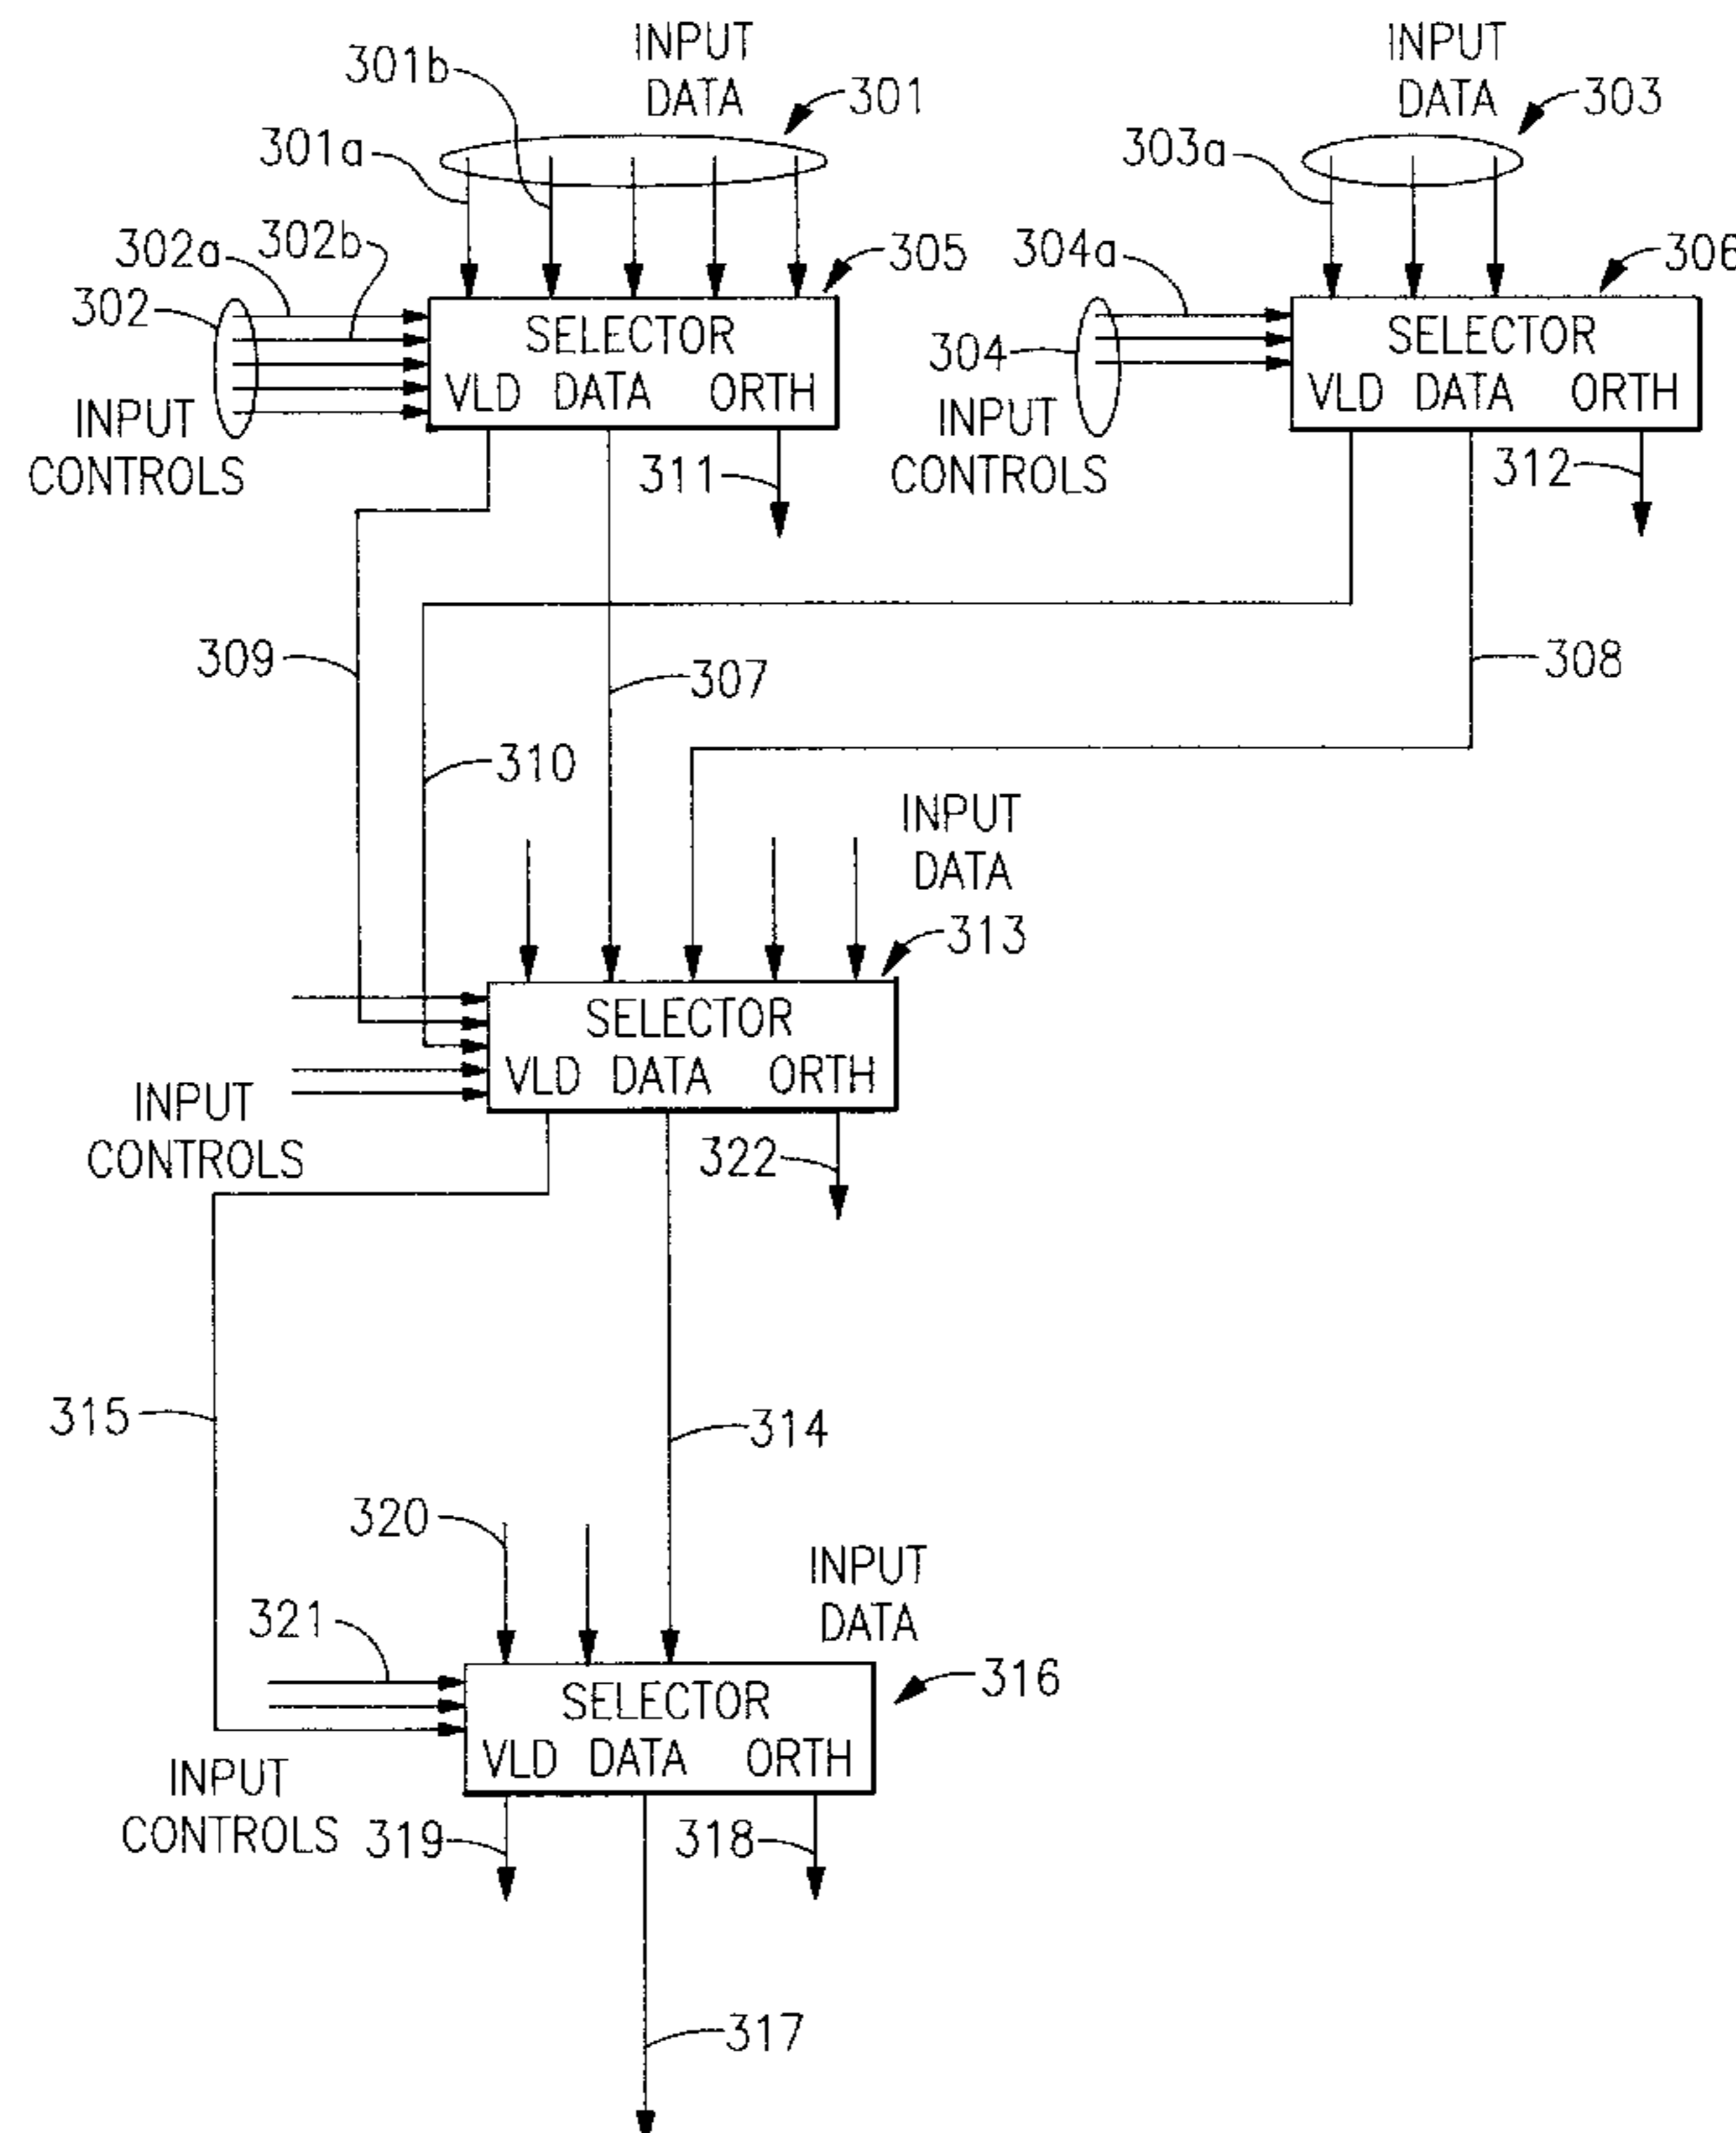 INPUT
DATA
301b
301
301a
INPUT
DATA
303
303a
302a
302b
302
305
SELECTOR
VLD DATA ORTH
INPUT
CONTROLS
311
304a
304
306
SELECTOR
VLD DATA ORTH
INPUT
CONTROLS
312
309
307
308
310
INPUT
DATA
313
SELECTOR
VLD DATA ORTH
INPUT
CONTROLS
322
315
314
320
INPUT
DATA
321
316
SELECTOR
VLD DATA ORTH
INPUT
CONTROLS
319
318
317